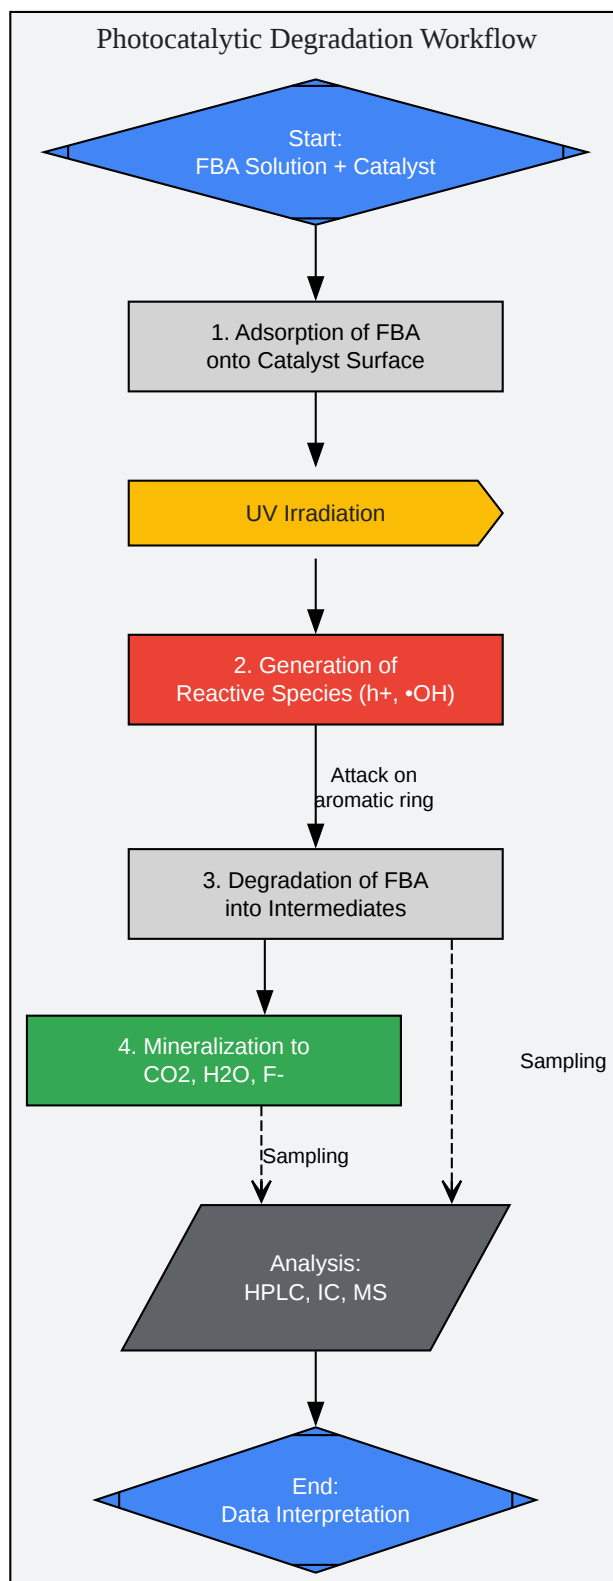 Photocatalytic Degradation Workflow
Start:
FBA Solution + Catalyst
1. Adsorption of FBA
onto Catalyst Surface
UV Irradiation
2. Generation of
Reactive Species (h+, •OH)
Attack on
aromatic ring
3. Degradation of FBA
into Intermediates
4. Mineralization to
CO2, H2O, F-
Sampling
Sampling
Analysis:
HPLC, IC, MS
End:
Data Interpretation